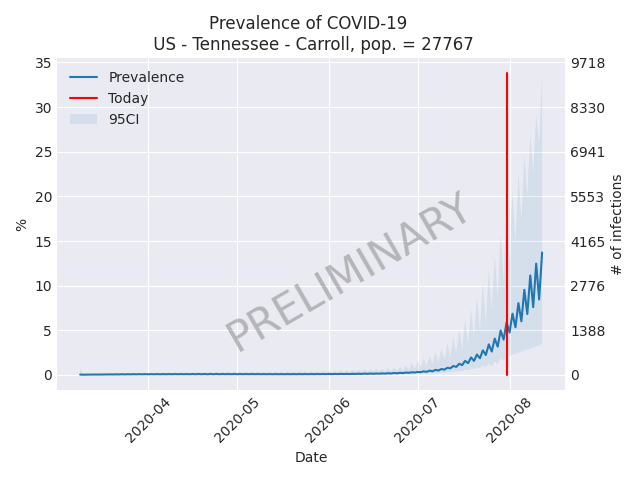 Prevalence of COVID-19
US - Tennessee - Carroll, pop. = 27767
35
30
25
20
15
10
5
0
%
9718
8330
6941
5553
4165
2776
1388
0
# of infections
Prevalence
Today
95CI
PRELIMINARY
2020-04
2020-05
2020-06
2020-07
2020-08
Date